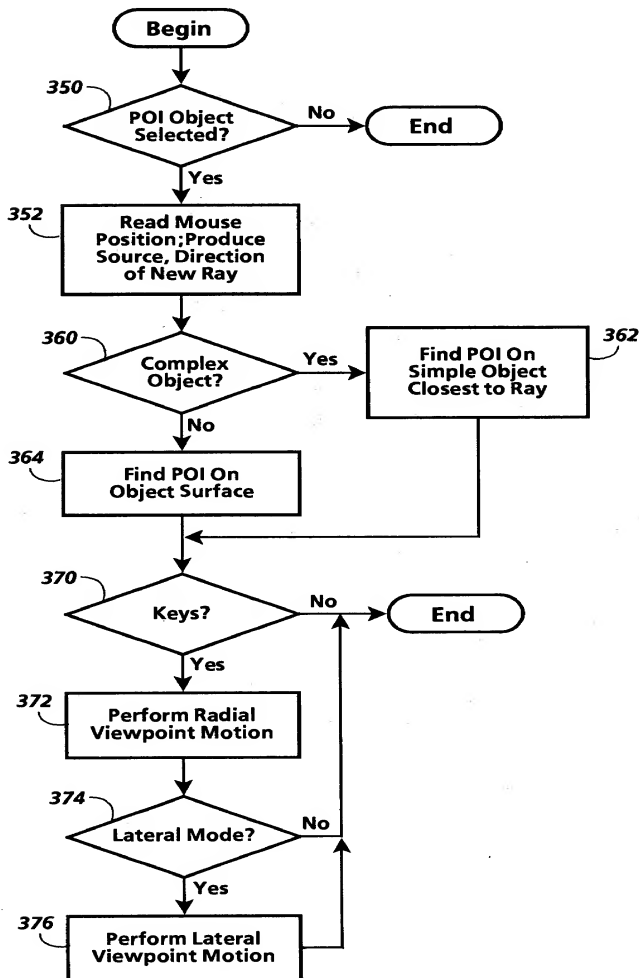 Begin
350
POI Object
Selected?
No
End
Yes
352
Read Mouse
Position;Produce
Source, Direction
of New Ray
360
Complex
Object?
Yes
362
Find POI On
Simple Object
Closest to Ray
No
364
Find POI On
Object Surface
370
Keys?
No
End
Yes
372
Perform Radial
Viewpoint Motion
374
Lateral Mode?
No
Yes
376
Perform Lateral
Viewpoint Motion